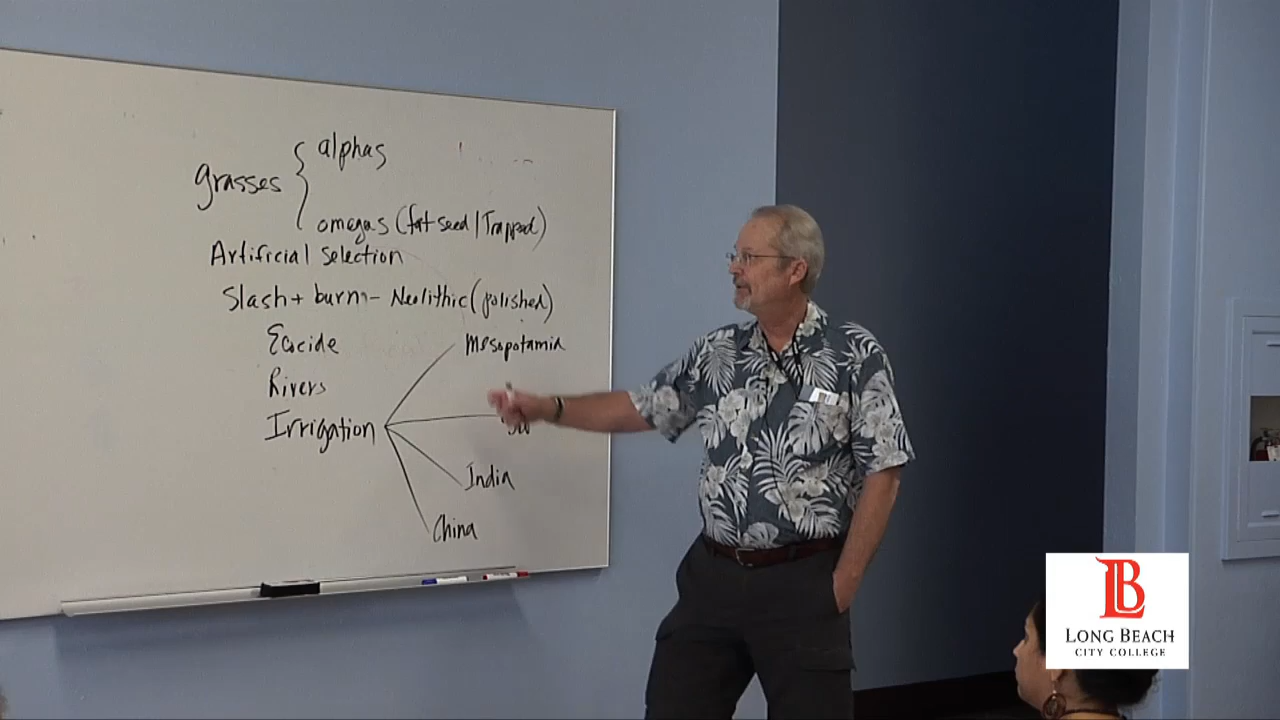 grasses { alphas
omegas (fat seed / Trapped)
Artificial selection
Slash + burn - Neolithic (polished)
Ecocide
Mesopotamia
Rivers
Irrigation
India
China
LB
LONG BEACH
CITY COLLEGE